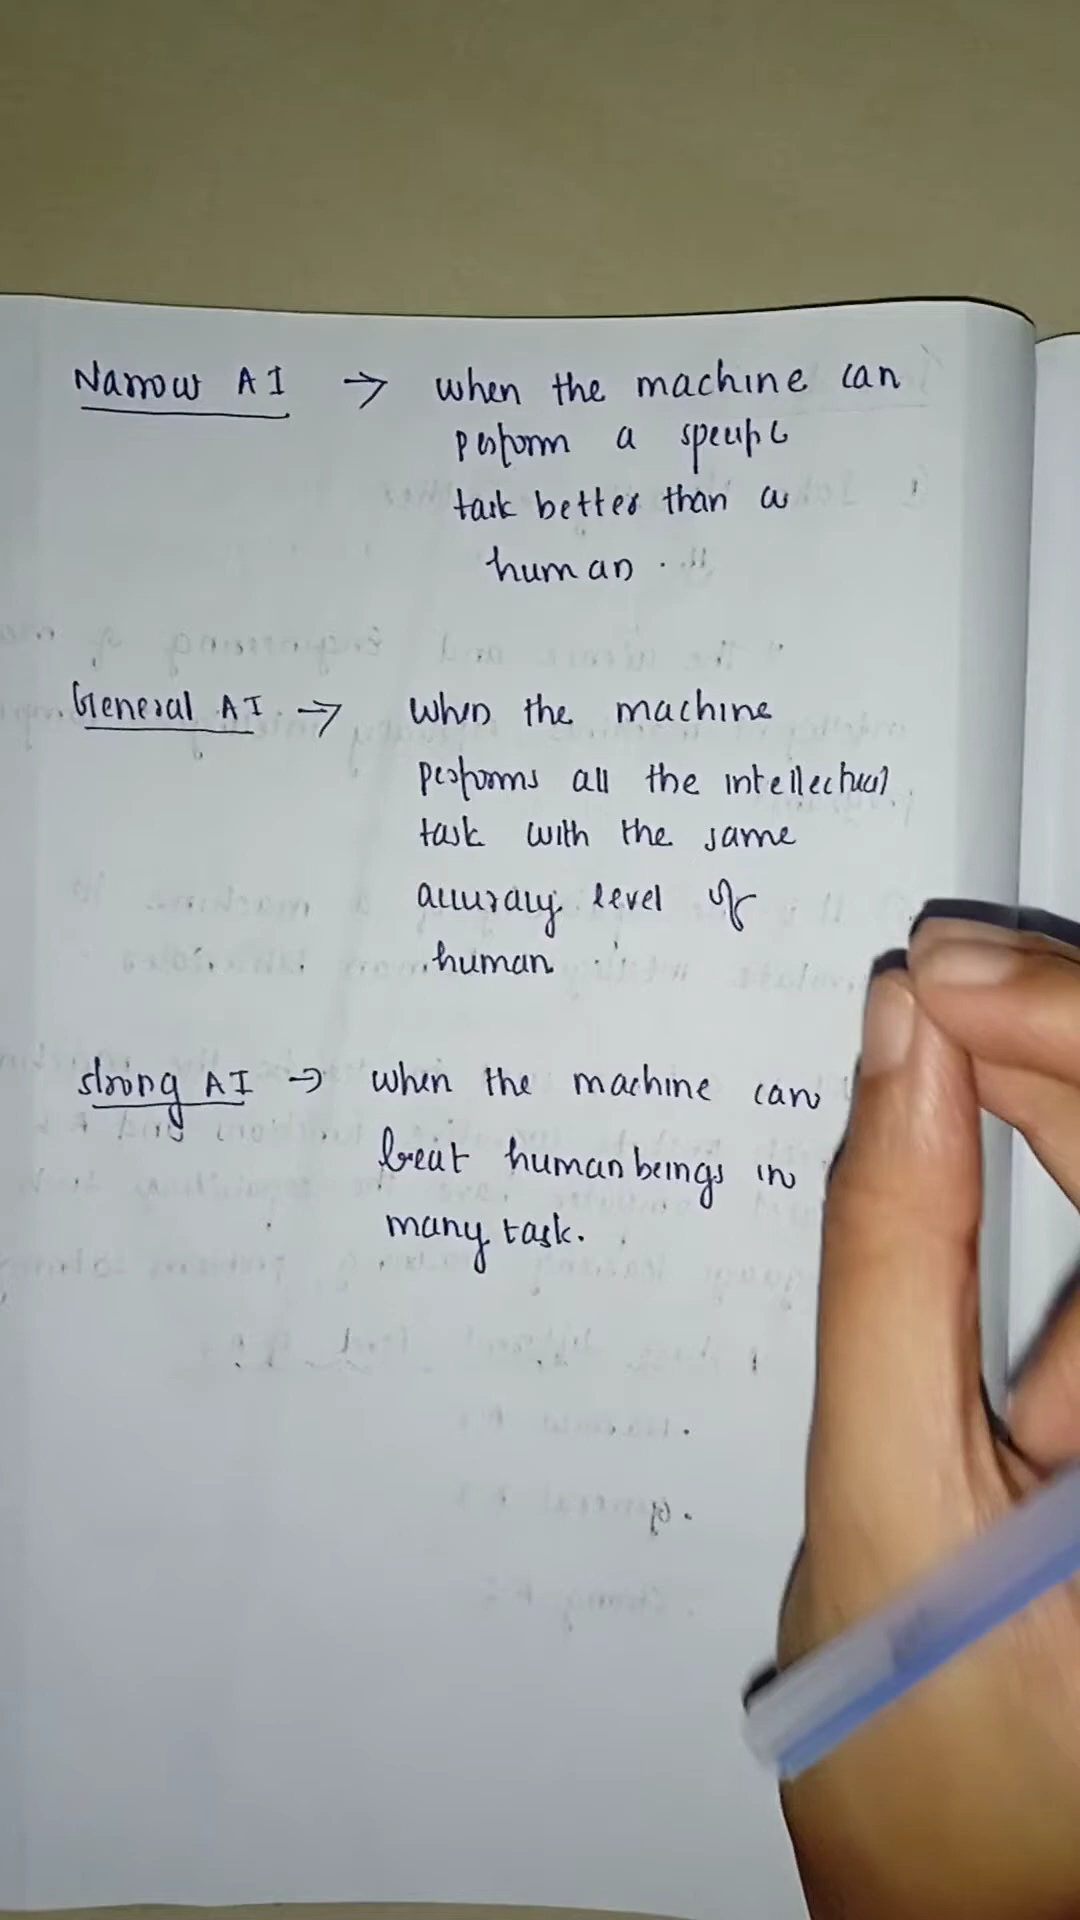 Narrow AI → when the machine can
perform a specific
task better than a
human.
General AI → when the machine
performs all the intellectual
task with the same
accuracy level of
human.
strong AI → when the machine can
beat human beings in
many task.